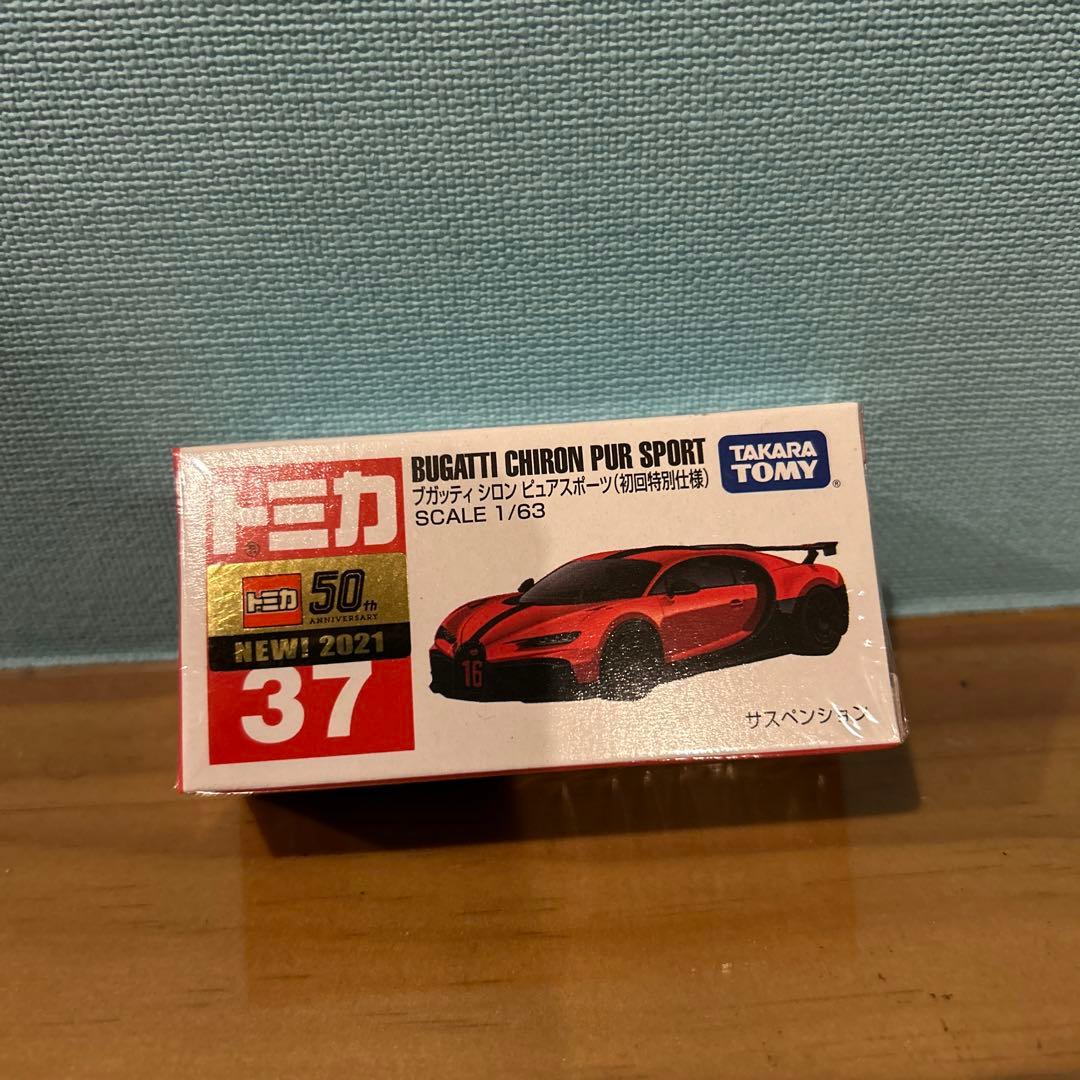 トミカ
®
トミカ 50th
ANNIVERSARY
NEW! 2021
37
BUGATTI CHIRON PUR SPORT
ブガッティ シロン ピュアスポーツ(初回特別仕様)
SCALE 1/63
TAKARA
TOMY
®
16
サスペンション